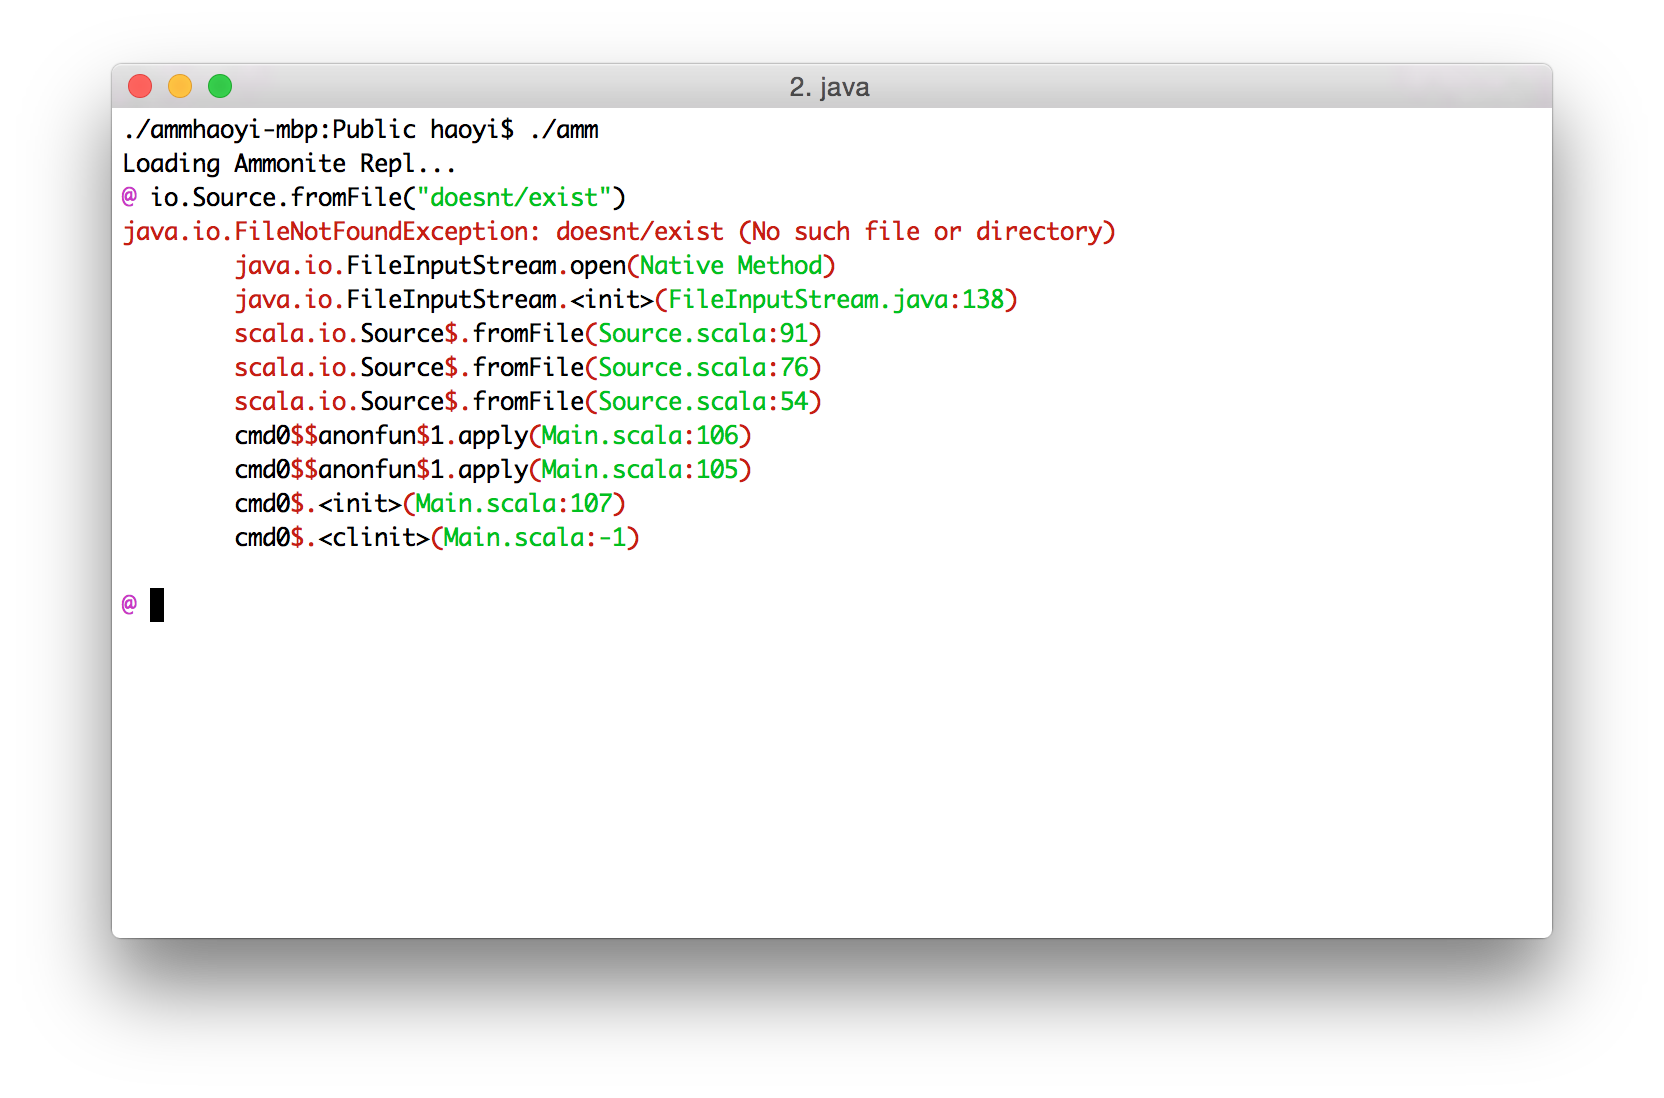 2. java
./ammhaoyi-mbp:Public haoyi$ ./amm
Loading Ammonite Repl...
@ io.Source.fromFile("doesnt/exist")
java.io.FileNotFoundException: doesnt/exist (No such file or directory)
        java.io.FileInputStream.open(Native Method)
        java.io.FileInputStream.<init>(FileInputStream.java:138)
        scala.io.Source$.fromFile(Source.scala:91)
        scala.io.Source$.fromFile(Source.scala:76)
        scala.io.Source$.fromFile(Source.scala:54)
        cmd0$$anonfun$1.apply(Main.scala:106)
        cmd0$$anonfun$1.apply(Main.scala:105)
        cmd0$.<init>(Main.scala:107)
        cmd0$.<clinit>(Main.scala:-1)
@